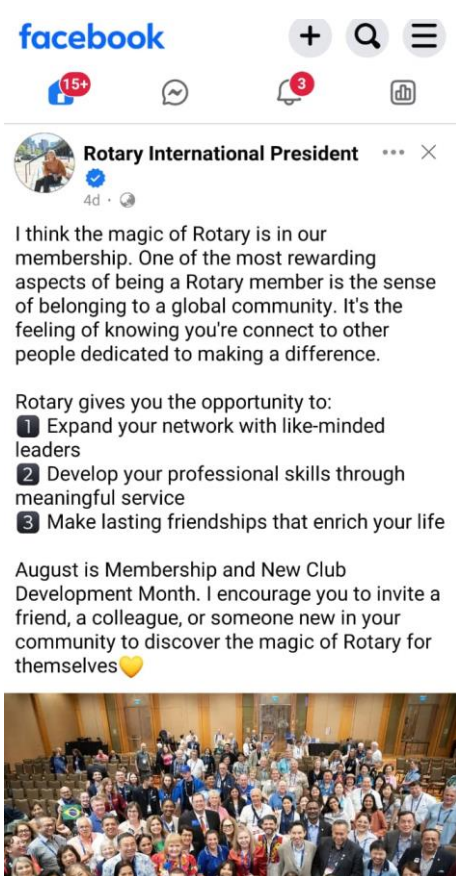 facebook
15+
3
Rotary International President
4d ·
I think the magic of Rotary is in our
membership. One of the most rewarding
aspects of being a Rotary member is the sense
of belonging to a global community. It's the
feeling of knowing you're connect to other
people dedicated to making a difference.
Rotary gives you the opportunity to:
1 Expand your network with like-minded
leaders
2 Develop your professional skills through
meaningful service
3 Make lasting friendships that enrich your life
August is Membership and New Club
Development Month. I encourage you to invite a
friend, a colleague, or someone new in your
community to discover the magic of Rotary for
themselves💛